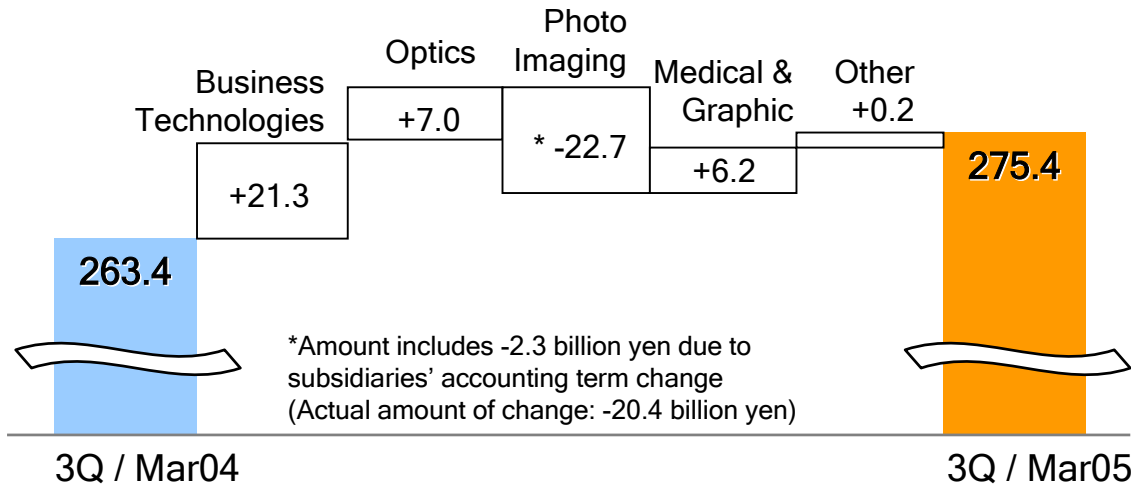 Photo
Imaging
Optics
Business
Technologies
Medical &
Graphic
Other
+0.2
+7.0
* -22.7
+6.2
+21.3
275.4
263.4
*Amount includes -2.3 billion yen due to
subsidiaries’ accounting term change
(Actual amount of change: -20.4 billion yen)
3Q / Mar04
3Q / Mar05